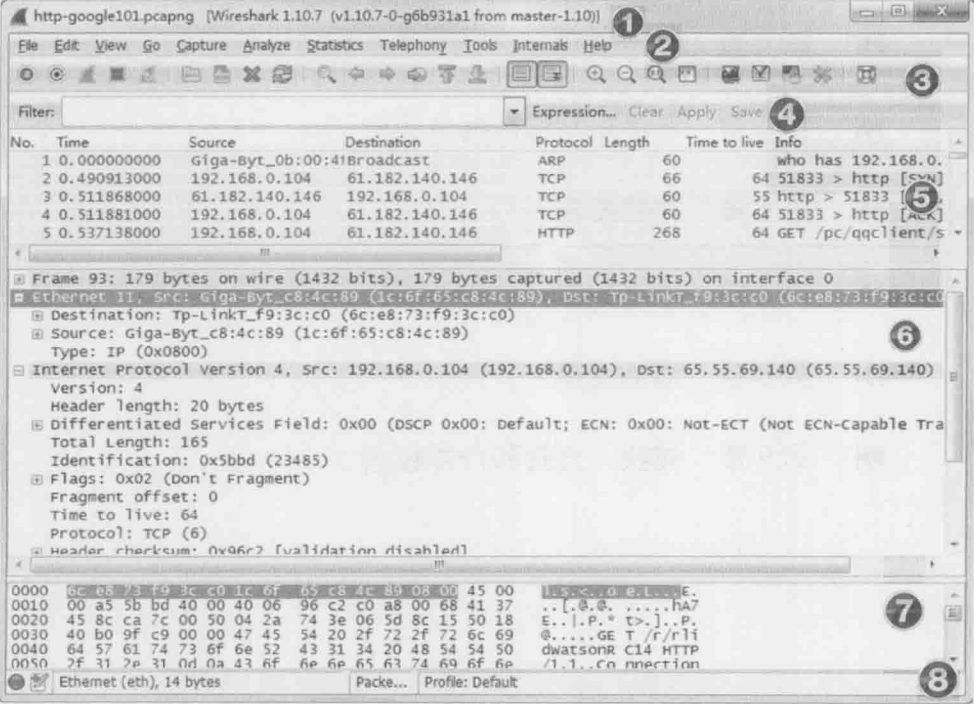 http-google101.pcapng [Wireshark 1.10.7 (v1.10.7-0-g6b931a1 from master-1.10)] 1
File Edit View Go Capture Analyze Statistics Telephony Tools Internals Help 2
3
Filter: Expression... Clear Apply Save 4
No. Time Source Destination Protocol Length Time to live Info
1 0.000000000 Giga-Byt_0b:00:4f Broadcast ARP 60 who has 192.168.0.
2 0.490913000 192.168.0.104 61.182.140.146 TCP 66 64 51833 > http [SYN]
3 0.511868000 61.182.140.146 192.168.0.104 TCP 60 55 http > 51833 5
4 0.511881000 192.168.0.104 61.182.140.146 TCP 60 64 51833 > http [ACK]
5 0.537138000 192.168.0.104 61.182.140.146 HTTP 268 64 GET /pc/qqclient/s
Frame 93: 179 bytes on wire (1432 bits), 179 bytes captured (1432 bits) on interface 0
Ethernet II, Src: Giga-Byt_c8:4c:89 (1c:6f:65:c8:4c:89), Dst: Tp-LinkT_f9:3c:c0 (6c:e8:73:f9:3c:c0
Destination: Tp-LinkT_f9:3c:c0 (6c:e8:73:f9:3c:c0)
Source: Giga-Byt_c8:4c:89 (1c:6f:65:c8:4c:89) 6
Type: IP (0x0800)
Internet Protocol Version 4, Src: 192.168.0.104 (192.168.0.104), Dst: 65.55.69.140 (65.55.69.140)
Version: 4
Header length: 20 bytes
Differentiated Services Field: 0x00 (DSCP 0x00: Default; ECN: 0x00: Not-ECT (Not ECN-Capable Tra
Total Length: 165
Identification: 0x5bbd (23485)
Flags: 0x02 (Don't Fragment)
Fragment offset: 0
Time to live: 64
Protocol: TCP (6)
Header checksum: 0x96c2 [validation disabled]
0000 6c e8 73 f9 3c c0 1c 6f 65 c8 4c 89 08 00 45 00 l.s.<..o e.L...E.
0010 00 a5 5b bd 40 00 40 06 96 c2 c0 a8 00 68 41 37 ..[.@.@. .....hA7 7
0020 45 8c ca 7c 00 50 04 2a 74 3e 06 5d 8c 15 50 18 E..|.P.* t>.]..P.
0030 40 b0 9f c9 00 00 47 45 54 20 2f 72 2f 72 6c 69 @.....GE T /r/rli
0040 64 57 61 74 73 6f 6e 52 43 31 34 20 48 54 54 50 dwatsonR C14 HTTP
0050 2f 31 2e 31 0d 0a 43 6f 6e 6e 65 63 74 69 6f 6e /1.1..Co nnection
Ethernet (eth), 14 bytes Packe... Profile: Default 8